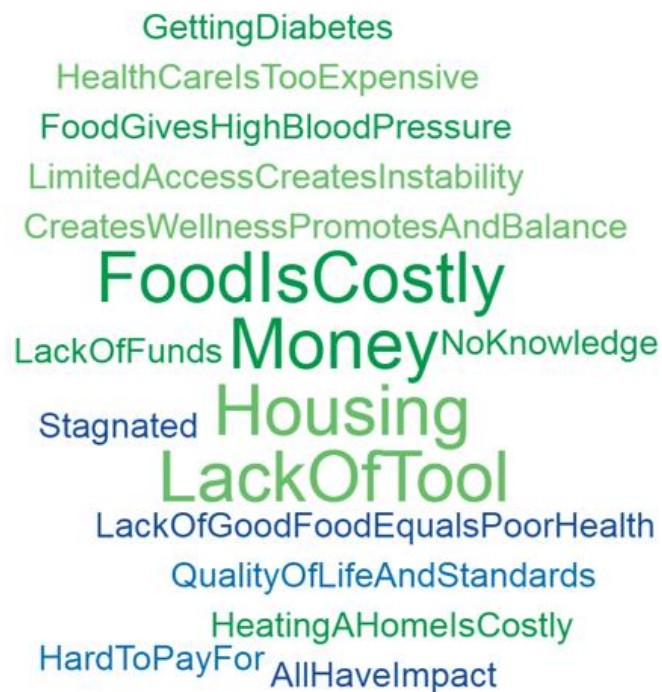 GettingDiabetes
HealthCareIsTooExpensive
FoodGivesHighBloodPressure
LimitedAccessCreatesInstability
CreatesWellnessPromotesAndBalance
FoodIsCostly
LackOfFunds Money NoKnowledge
Stagnated Housing
LackOfTool
LackOfGoodFoodEqualsPoorHealth
QualityOfLifeAndStandards
HeatingAHomeIsCostly
HardToPayFor AllHaveImpact